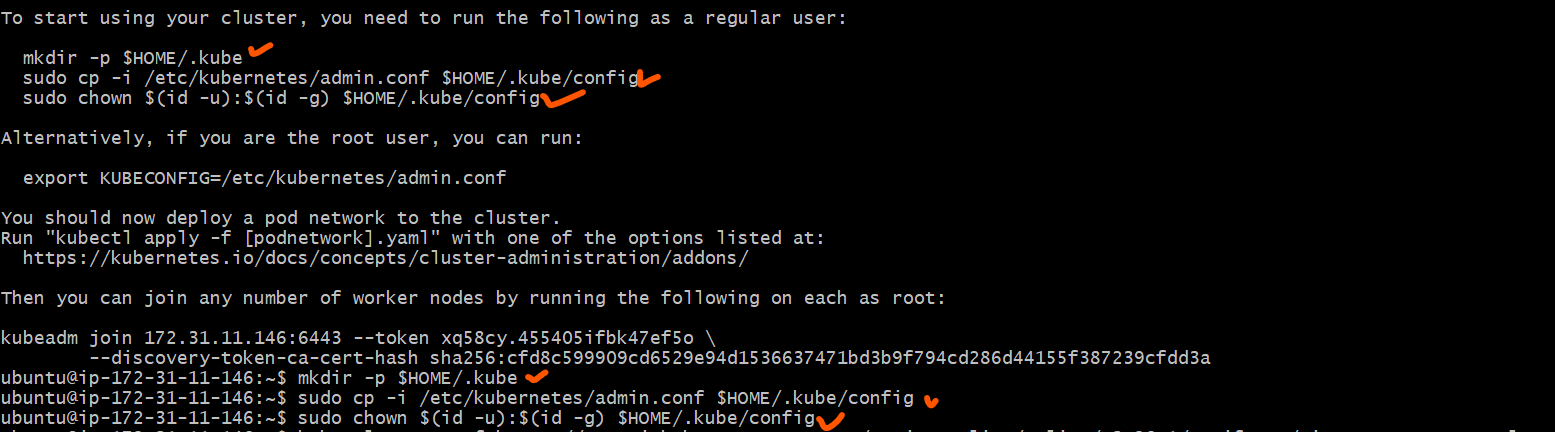 To start using your cluster, you need to run the following as a regular user:
mkdir -p $HOME/.kube
sudo cp -i /etc/kubernetes/admin.conf $HOME/.kube/config
sudo chown $(id -u):$(id -g) $HOME/.kube/config
Alternatively, if you are the root user, you can run:
export KUBECONFIG=/etc/kubernetes/admin.conf
You should now deploy a pod network to the cluster.
Run "kubectl apply -f [podnetwork].yaml" with one of the options listed at:
https://kubernetes.io/docs/concepts/cluster-administration/addons/
Then you can join any number of worker nodes by running the following on each as root:
kubeadm join 172.31.11.146:6443 --token xq58cy.455405ifbk47ef5o \
--discovery-token-ca-cert-hash sha256:cfd8c599909cd6529e94d1536637471bd3b9f794cd286d44155f387239cfdd3a
ubuntu@ip-172-31-11-146:~$ mkdir -p $HOME/.kube
ubuntu@ip-172-31-11-146:~$ sudo cp -i /etc/kubernetes/admin.conf $HOME/.kube/config
ubuntu@ip-172-31-11-146:~$ sudo chown $(id -u):$(id -g) $HOME/.kube/config